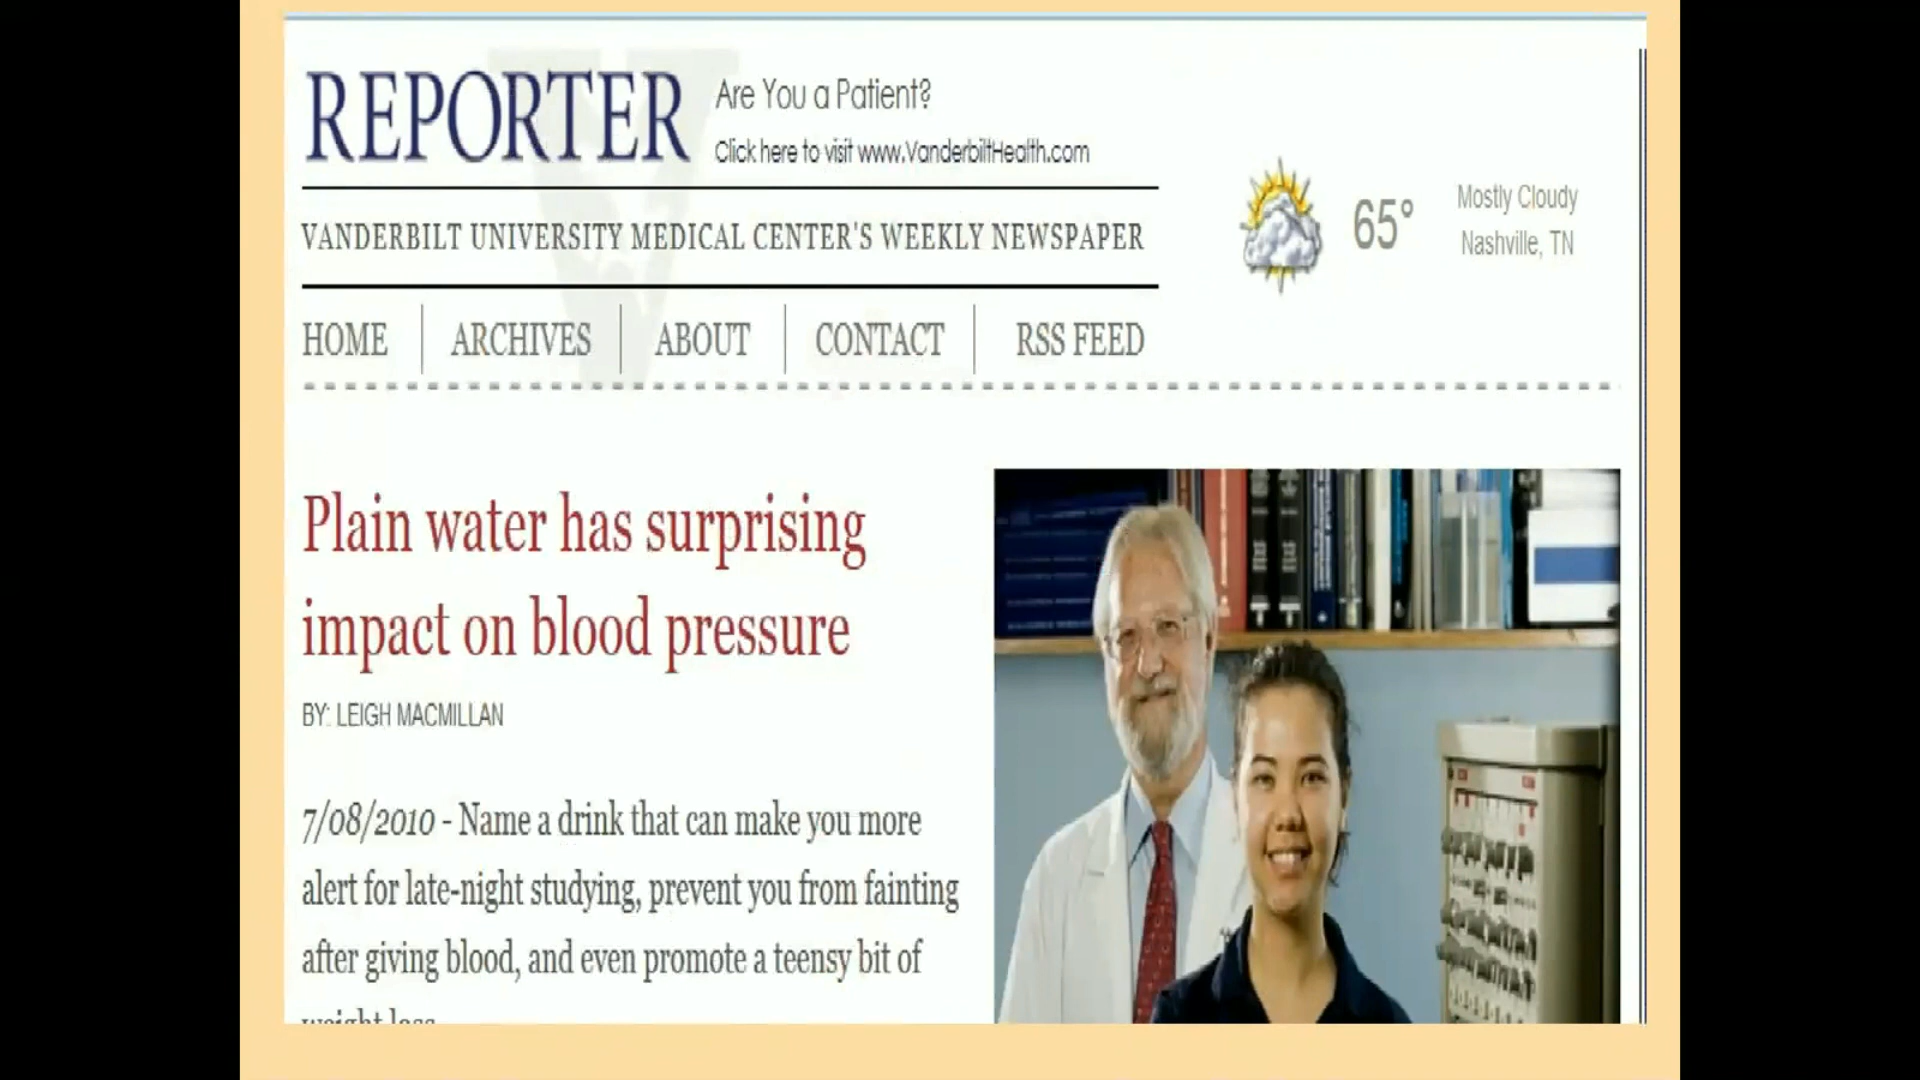 REPORTER
Are You a Patient?
Click here to visit www.VanderbiltHealth.com
VANDERBILT UNIVERSITY MEDICAL CENTER'S WEEKLY NEWSPAPER
65°
Mostly Cloudy
Nashville, TN
HOME ARCHIVES ABOUT CONTACT RSS FEED
Plain water has surprising
impact on blood pressure
BY: LEIGH MACMILLAN
7/08/2010 - Name a drink that can make you more
alert for late-night studying, prevent you from fainting
after giving blood, and even promote a teensy bit of
weight loss